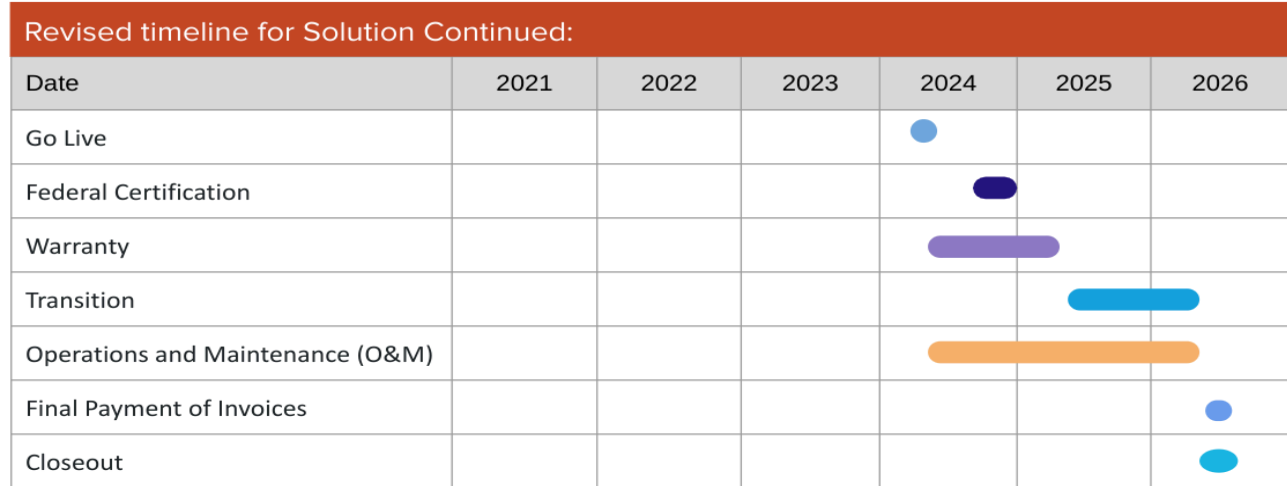 Revised timeline for Solution Continued:
Date 2021 2022 2023 2024 2025 2026
Go Live
Federal Certification
Warranty
Transition
Operations and Maintenance (O&M)
Final Payment of Invoices
Closeout